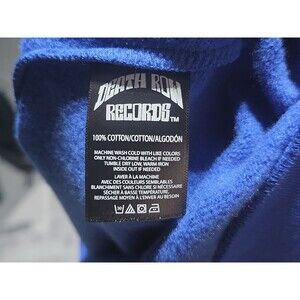 DEATH ROW
RECORDS™
100% COTTON/COTTON/ALGODÓN
MACHINE WASH COLD WITH LIKE COLORS
ONLY NON-CHLORINE BLEACH IF NEEDED
TUMBLE DRY LOW, WARM IRON
INSIDE OUT IF NEEDED
LAVER À LA MACHINE
AVEC DES COULEURS SEMBLABLES
BLANCHIMENT SANS CHLORE SI NÉCESSAIRE
SÉCHER À BASSE TEMPÉRATURE
REPASSAGE MOYEN À L'ENVERS AU BESOIN